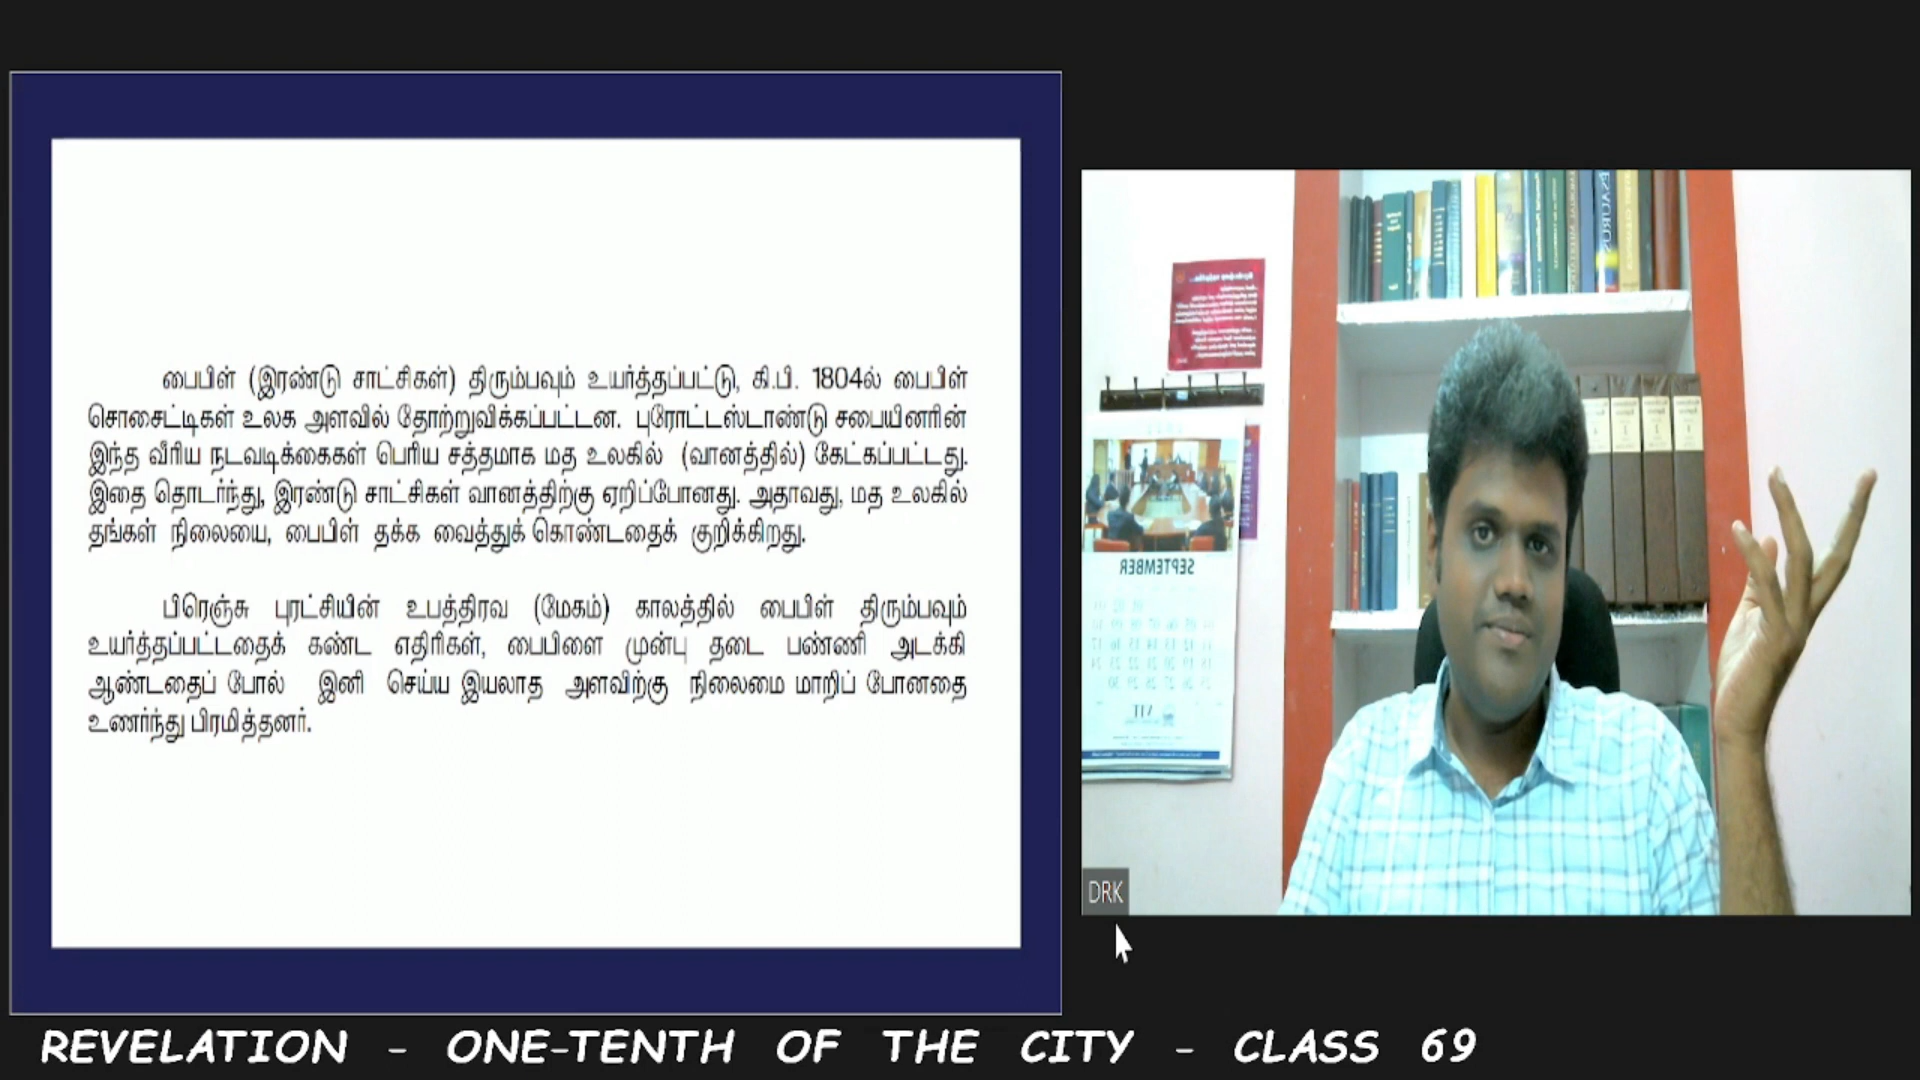 பைபிள் (இரண்டு சாட்சிகள்) திரும்பவும் உயர்த்தப்பட்டு, கி.பி. 1804ல் பைபிள்
சொசைட்டிகள் உலக அளவில் தோற்றுவிக்கப்பட்டன. புரோட்டஸ்டாண்டு சபையினரின்
இந்த வீரிய நடவடிக்கைகள் பெரிய சத்தமாக மத உலகில் (வானத்தில்) கேட்கப்பட்டது.
இதை தொடர்ந்து, இரண்டு சாட்சிகள் வானத்திற்கு ஏறிப்போனது. அதாவது, மத உலகில்
தங்கள் நிலையை, பைபிள் தக்க வைத்துக் கொண்டதைக் குறிக்கிறது.
பிரெஞ்சு புரட்சியின் உபத்திரவ (மேகம்) காலத்தில் பைபிள் திரும்பவும்
உயர்த்தப்பட்டதைக் கண்ட எதிரிகள், பைபிளை முன்பு தடை பண்ணி அடக்கி
ஆண்டதைப் போல் இனி செய்ய இயலாத அளவிற்கு நிலைமை மாறிப் போனதை
உணர்ந்து பிரமித்தனர்.
SEPTEMBER
VIT
DRK
REVELATION - ONE-TENTH OF THE CITY - CLASS 69